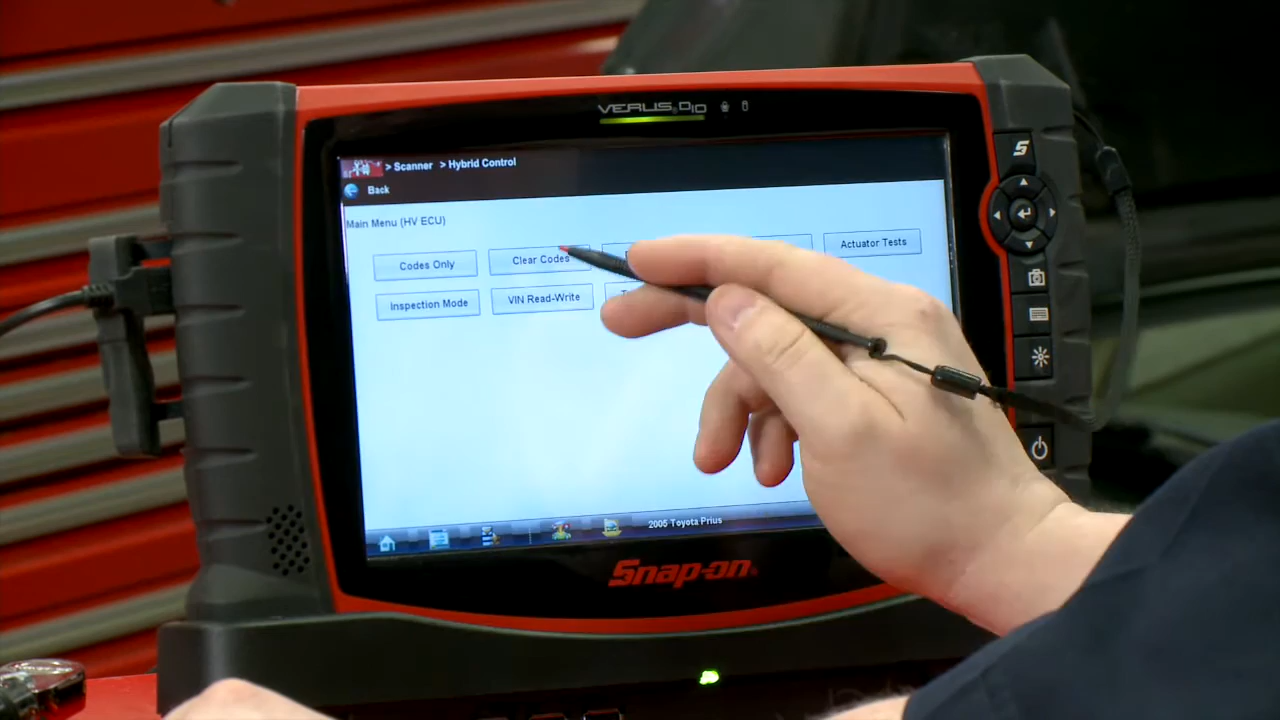 VERUS D10
> Scanner > Hybrid Control
Back
Main Menu (HV ECU)
Codes Only
Clear Codes
Actuator Tests
Inspection Mode
VIN Read-Write
2005 Toyota Prius
Snap-on